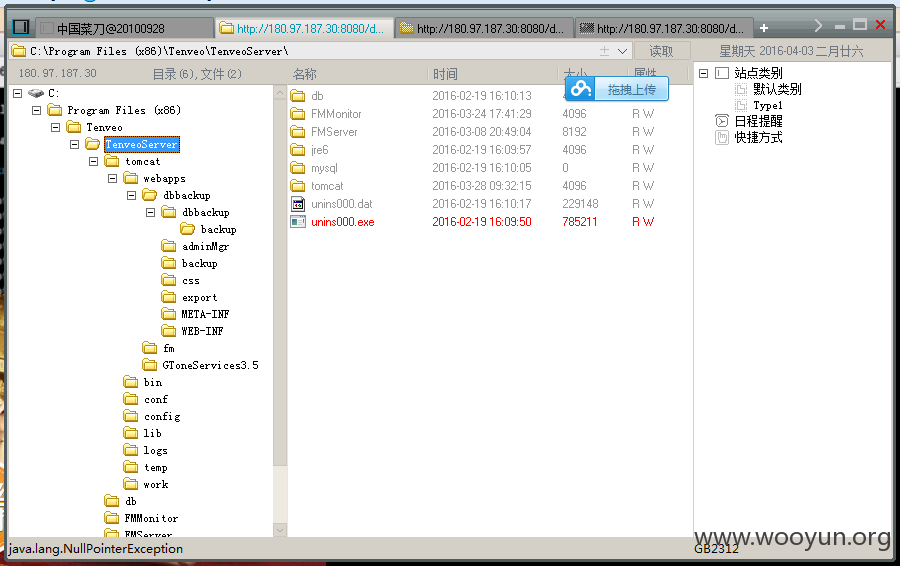 中国菜刀@20100928
http://180.97.187.30:8080/d...
http://180.97.187.30:8080/d...
http://180.97.187.30:8080/d...
C:\Program Files (x86)\Tenveo\TenveoServer\
读取
星期天 2016-04-03 二月廿六
180.97.187.30 目录(6),文件(2)
名称 时间 大小 属性
C:
Program Files (x86)
Tenveo
TenveoServer
tomcat
webapps
dbbackup
dbbackup
backup
adminMgr
backup
css
export
META-INF
WEB-INF
fm
GToneServices3.5
bin
conf
config
lib
logs
temp
work
db
FMMonitor
FMServer
拖拽上传
db 2016-02-19 16:10:13
FMMonitor 2016-03-24 17:41:29 4096 R W
FMServer 2016-03-08 20:49:04 8192 R W
jre6 2016-02-19 16:09:57 4096 R W
mysql 2016-02-19 16:10:05 0 R W
tomcat 2016-03-28 09:32:15 4096 R W
unins000.dat 2016-02-19 16:10:17 229148 R W
unins000.exe 2016-02-19 16:09:50 785211 R W
站点类别
默认类别
Type1
日程提醒
快捷方式
java.lang.NullPointerException
GB2312
www.wooyun.org